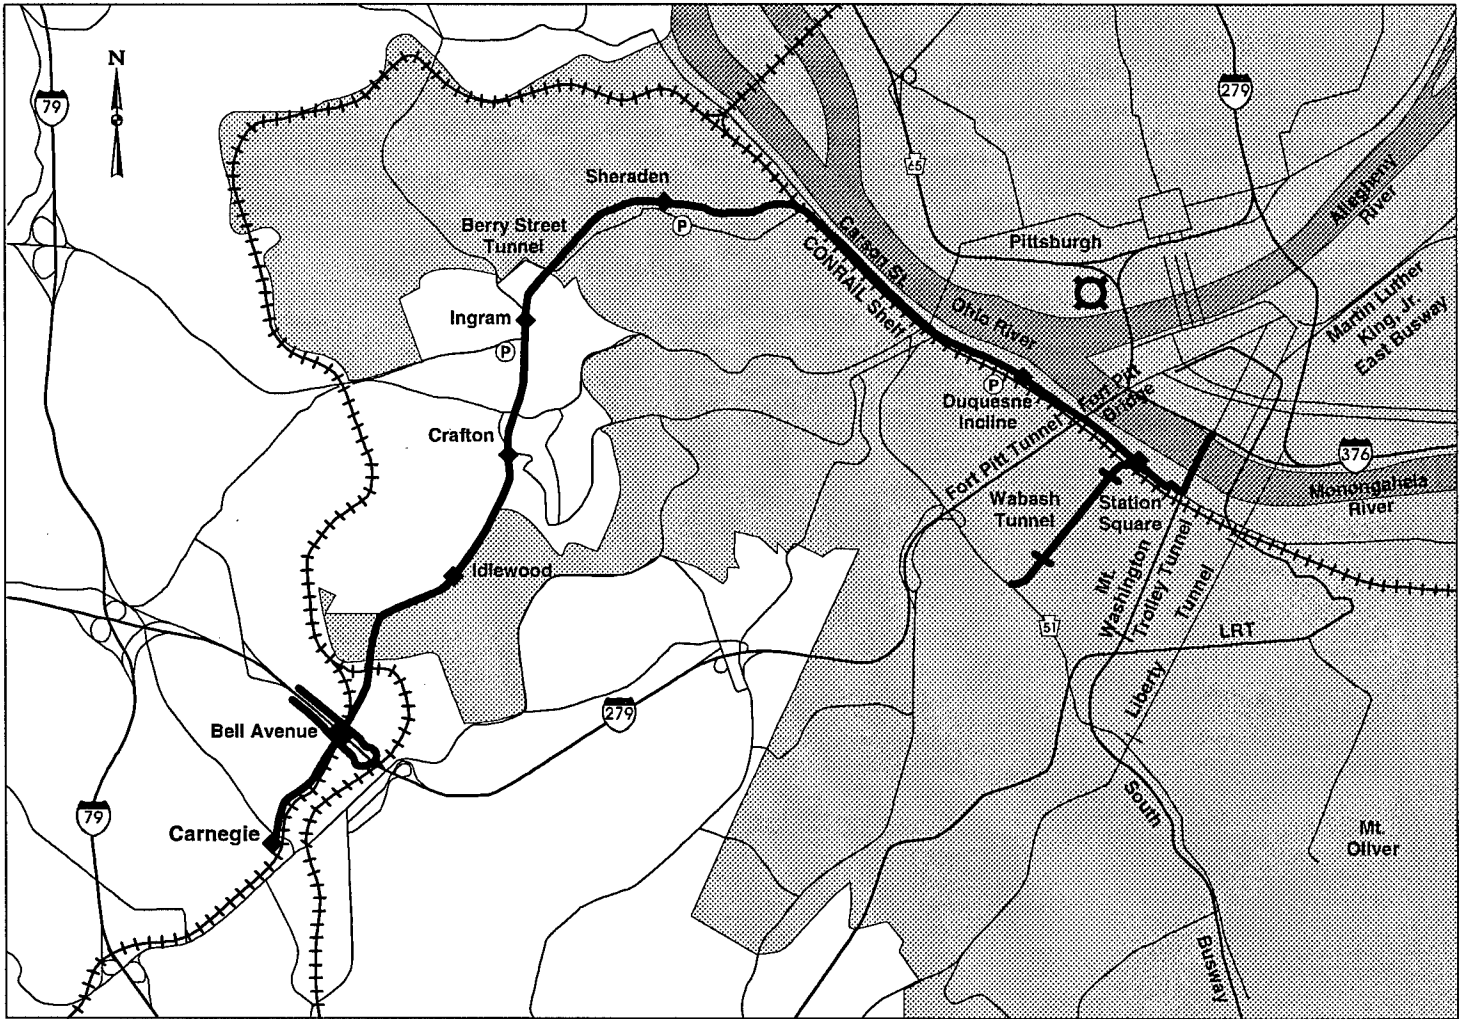 N
79
279
65
Sheraden
P
Berry Street
Tunnel
Carson St.
CONRAIL Shelf
Pittsburgh
Allegheny
River
Ingram
P
Ohio River
Martin Luther
King, Jr.
East Busway
P
Duquesne
Incline
Fort Pitt
Bridge
Crafton
Fort Pitt Tunnel
376
Wabash
Tunnel
Station
Square
Monongahela
River
Idlewood
Mt.
Washington
Trolley Tunnel
Tunnel
51
LRT
Liberty
279
Bell Avenue
79
South
Carnegie
Mt.
Oliver
Busway